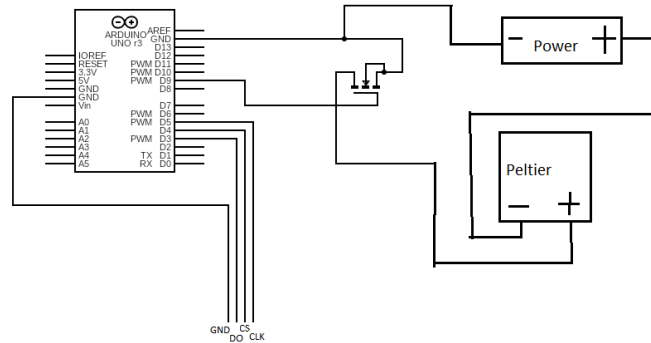 ARDUINO
UNO r3
IOREF
RESET
3.3V
5V
GND
GND
Vin
A0
A1
A2
A3
A4
A5
AREF
GND
D13
D12
PWM D11
PWM D10
PWM D9
D8
D7
PWM D6
PWM D5
D4
PWM D3
D2
TX D1
RX D0
- Power +
Peltier
- +
GND
DO
CS
CLK